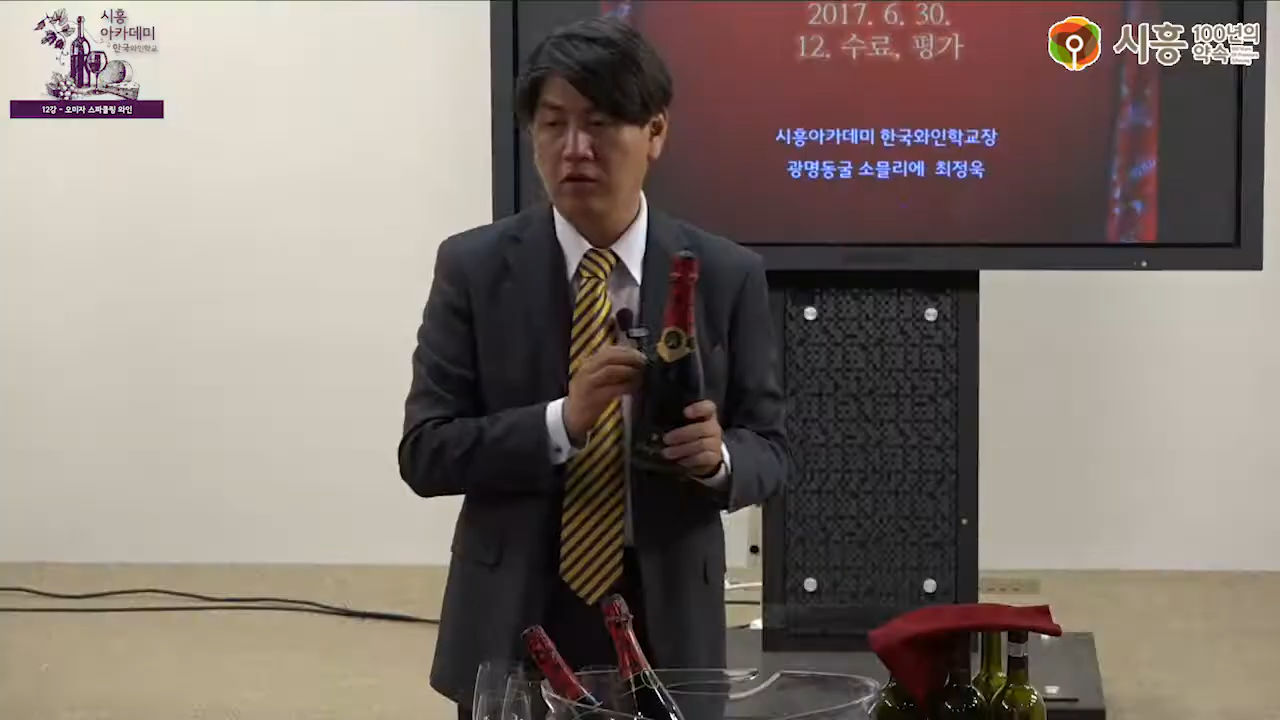 시흥
아카데미
한국와인학교
12강 - 오미자 스파클링 와인
2017. 6. 30.
12. 수료, 평가
시흥아카데미 한국와인학교장
광명동굴 소믈리에 최정욱
시흥
100년의
약속